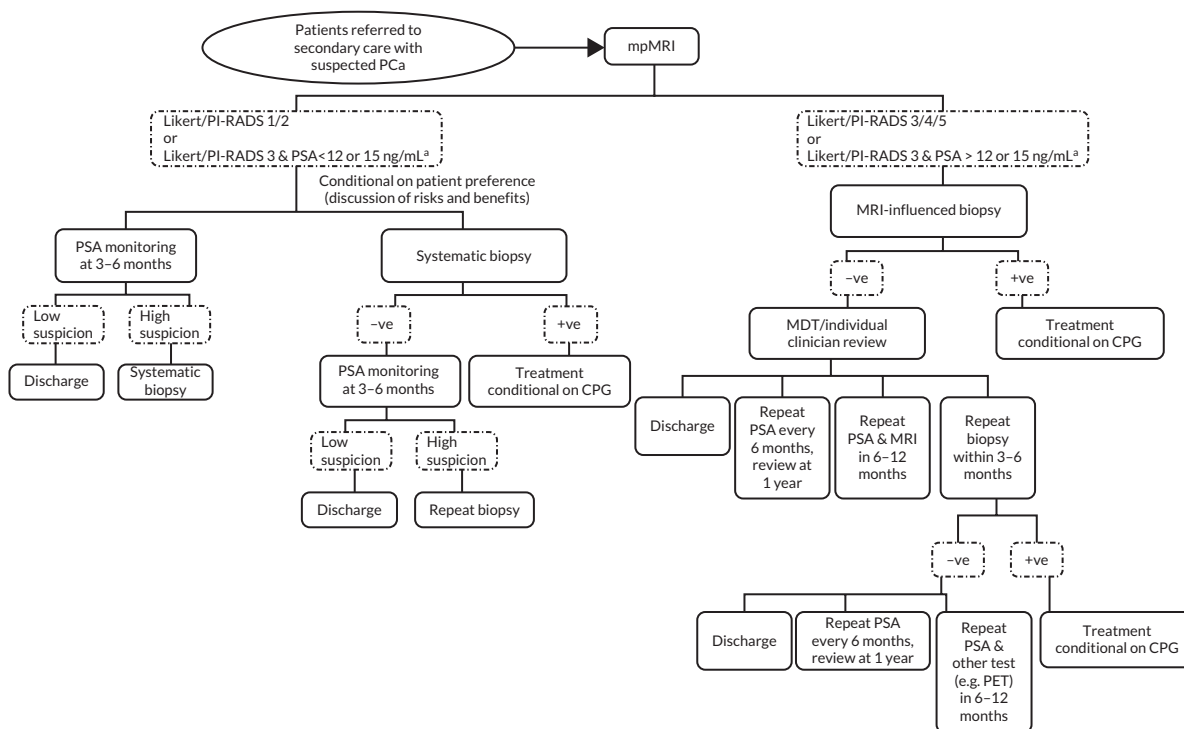 Patients referred to
secondary care with
suspected PCa
mpMRI
Likert/PI-RADS 1/2
or
Likert/PI-RADS 3 & PSA<12 or 15 ng/mLᵃ
Likert/PI-RADS 3/4/5
or
Likert/PI-RADS 3 & PSA > 12 or 15 ng/mLᵃ
Conditional on patient preference
(discussion of risks and benefits)
MRI-influenced biopsy
PSA monitoring
at 3–6 months
Systematic biopsy
–ve
+ve
Low
suspicion
High
suspicion
–ve
+ve
MDT/individual
clinician review
Treatment
conditional on CPG
Discharge
Systematic
biopsy
PSA monitoring
at 3–6 months
Treatment
conditional on CPG
Discharge
Repeat
PSA every
6 months,
review at
1 year
Repeat
PSA & MRI
in 6–12
months
Repeat
biopsy
within 3–6
months
Low
suspicion
High
suspicion
Discharge
Repeat biopsy
–ve
+ve
Discharge
Repeat PSA
every 6 months,
review at 1 year
Repeat
PSA &
other test
(e.g. PET)
in 6–12
months
Treatment
conditional on CPG